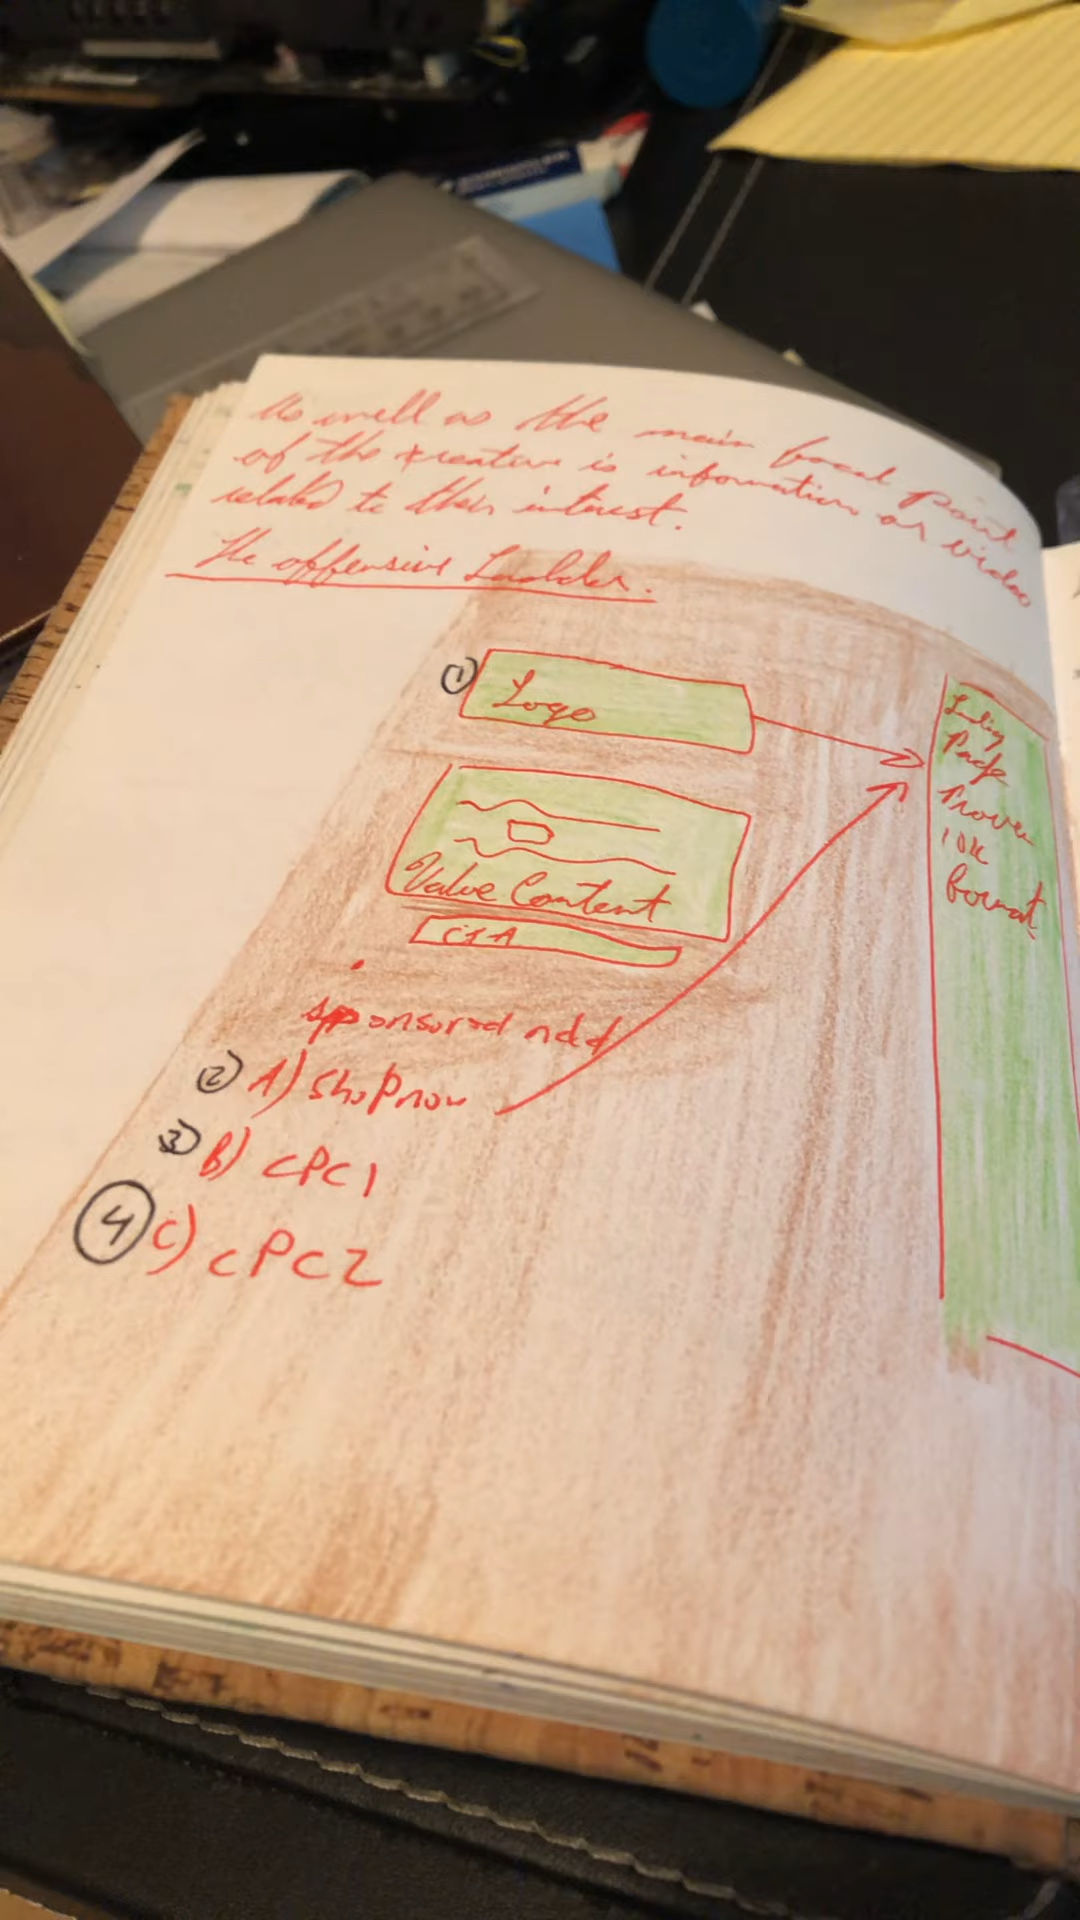 As well as the main focal point
of the creative is information or video
related to their interest.
The offensive Ladder.
① Logo
Value Content
CTA
sponsored add
② A) Shop now
③ B) CPC1
④ C) CPC2
Page
Proven
10K
format